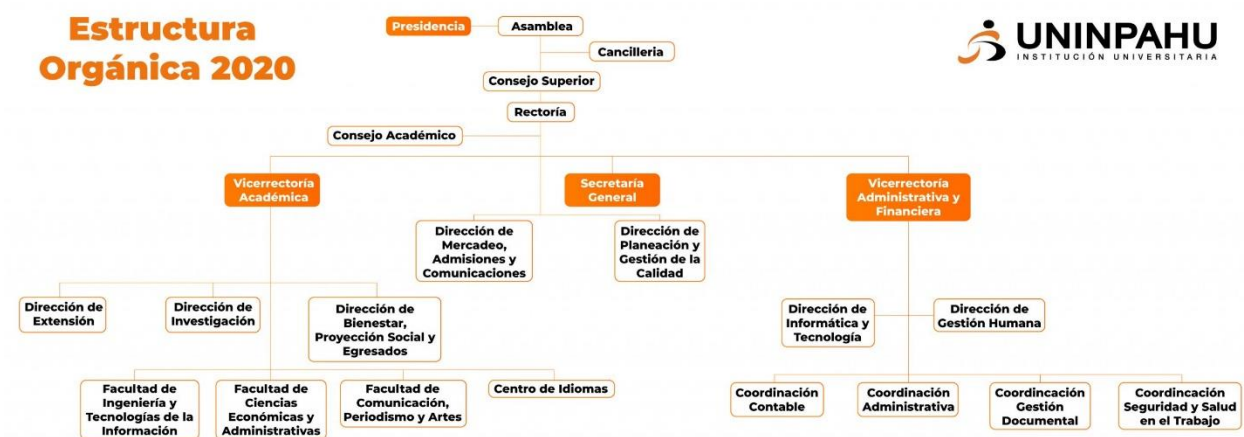 Estructura
Orgánica 2020
Presidencia
Asamblea
UNINPAHU
INSTITUCIÓN UNIVERSITARIA
Cancilleria
Consejo Superior
Rectoría
Consejo Académico
Vicerrectoría
Académica
Secretaría
General
Vicerrectoría
Administrativa y
Financiera
Dirección de
Mercadeo,
Admisiones y
Comunicaciones
Dirección de
Planeación y
Gestión de la
Calidad
Dirección de
Extensión
Dirección de
Investigación
Dirección de
Bienestar,
Proyección Social y
Egresados
Dirección de
Informática y
Tecnología
Dirección de
Gestión Humana
Facultad de
Ingeniería y
Tecnologías de la
Información
Facultad de
Ciencias
Económicas y
Administrativas
Facultad de
Comunicación,
Periodismo y Artes
Centro de Idiomas
Coordinación
Contable
Coordinación
Administrativa
Coordincación
Gestión
Documental
Coordincación
Seguridad y Salud
en el Trabajo